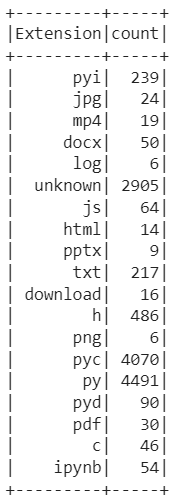 +---------+-----+
|Extension|count|
+---------+-----+
|      pyi|  239|
|      jpg|   24|
|      mp4|   19|
|     docx|   50|
|      log|    6|
|  unknown| 2905|
|       js|   64|
|     html|   14|
|     pptx|    9|
|      txt|  217|
| download|   16|
|        h|  486|
|      png|    6|
|      pyc| 4070|
|       py| 4491|
|      pyd|   90|
|      pdf|   30|
|        c|   46|
|    ipynb|   54|
+---------+-----+